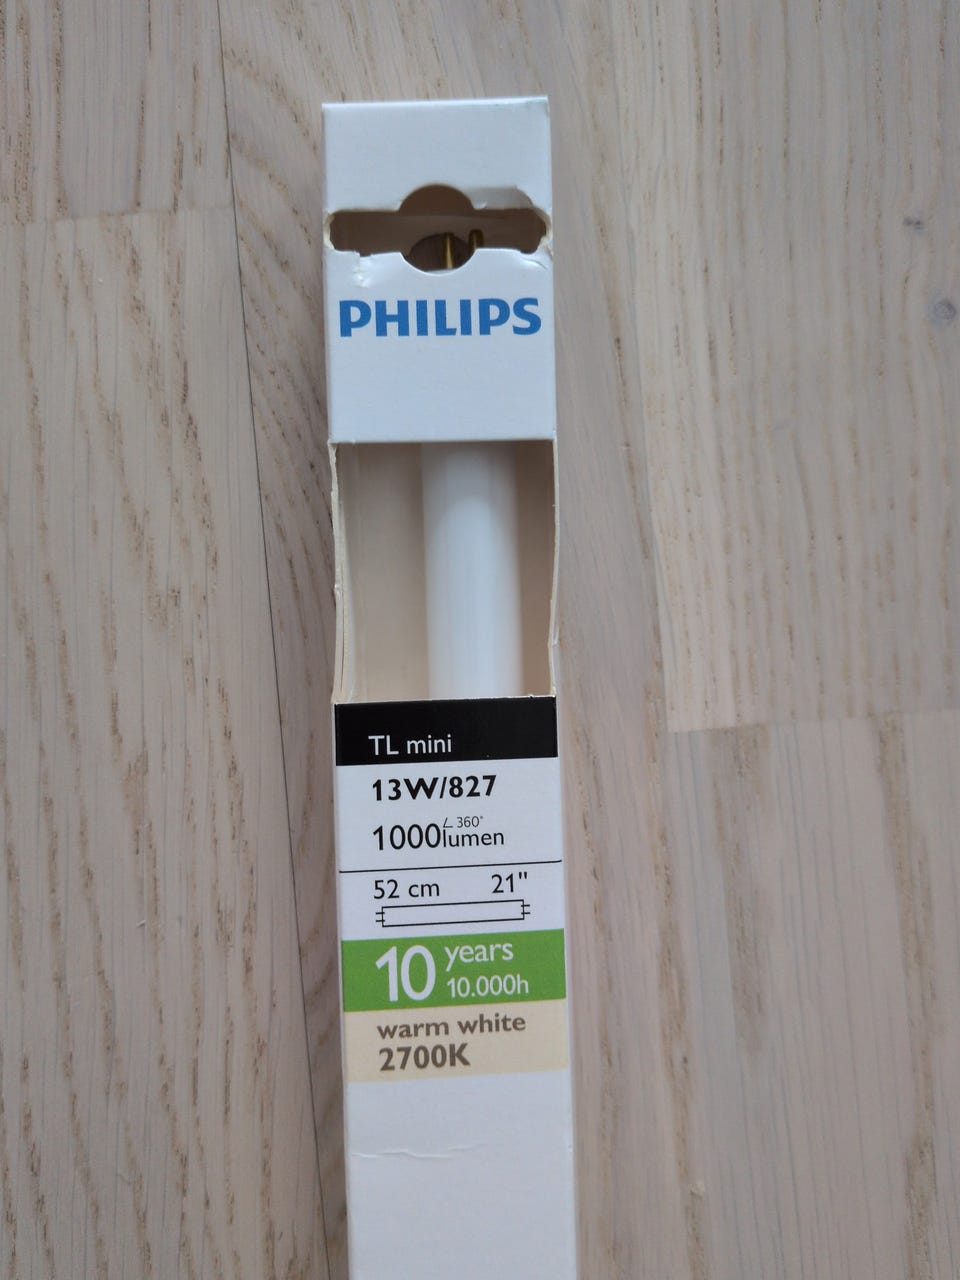 PHILIPS
TL mini
13W/827
1000 lumen ∠360°
52 cm 21"
10 years
10.000h
warm white
2700K